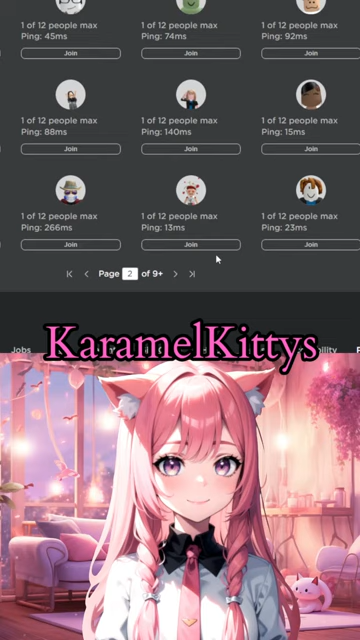 1 of 12 people max 1 of 12 people max 1 of 12 people max
Ping: 45ms Ping: 74ms Ping: 92ms
Join Join Join
1 of 12 people max 1 of 12 people max 1 of 12 people max
Ping: 88ms Ping: 140ms Ping: 15ms
Join Join Join
1 of 12 people max 1 of 12 people max 1 of 12 people max
Ping: 266ms Ping: 13ms Ping: 23ms
Join Join Join
Page 2 of 9+
Jobs
KaramelKittys